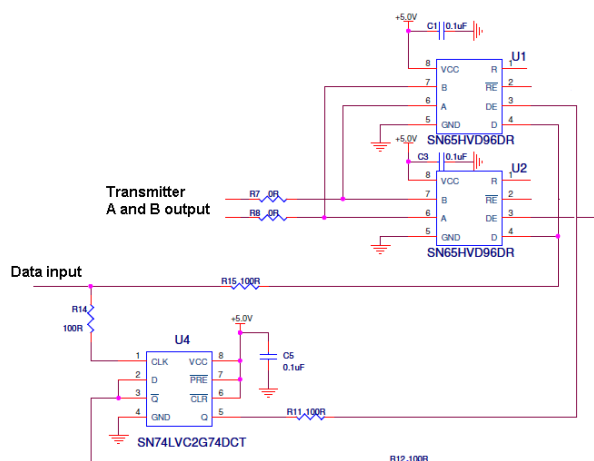 +5.0V
C1 0.1uF
U1
8 VCC R 1
7 B RE 2
6 A DE 3
5 GND D 4
SN65HVD96DR
+5.0V
C3 0.1uF
U2
8 VCC R 1
7 B RE 2
6 A DE 3
5 GND D 4
SN65HVD96DR
Transmitter
A and B output
R7 .0R
R8 .0R
Data input
R15,100R
R14
100R
+5.0V
U4
C5
0.1uF
1 CLK VCC 8
2 D PRE 7
3 Q CLR 6
4 GND Q 5
R11,100R
SN74LVC2G74DCT
R12,100R